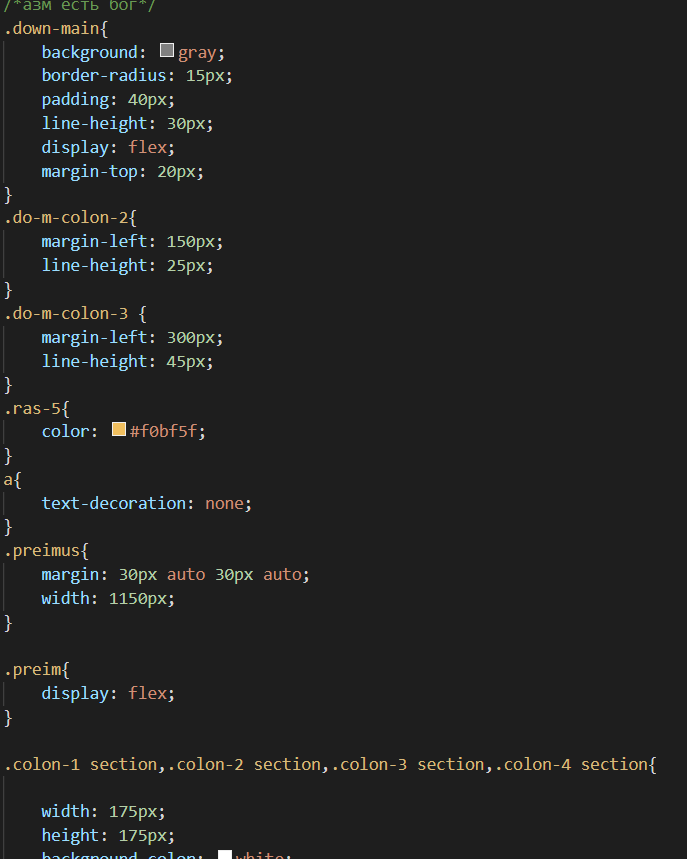 /*азм есть бог*/
.down-main{
    background: gray;
    border-radius: 15px;
    padding: 40px;
    line-height: 30px;
    display: flex;
    margin-top: 20px;
}
.do-m-colon-2{
    margin-left: 150px;
    line-height: 25px;
}
.do-m-colon-3 {
    margin-left: 300px;
    line-height: 45px;
}
.ras-5{
    color: #f0bf5f;
}
a{
    text-decoration: none;
}
.preimus{
    margin: 30px auto 30px auto;
    width: 1150px;
}

.preim{
    display: flex;
}

.colon-1 section,.colon-2 section,.colon-3 section,.colon-4 section{

    width: 175px;
    height: 175px;
    background-color: white;